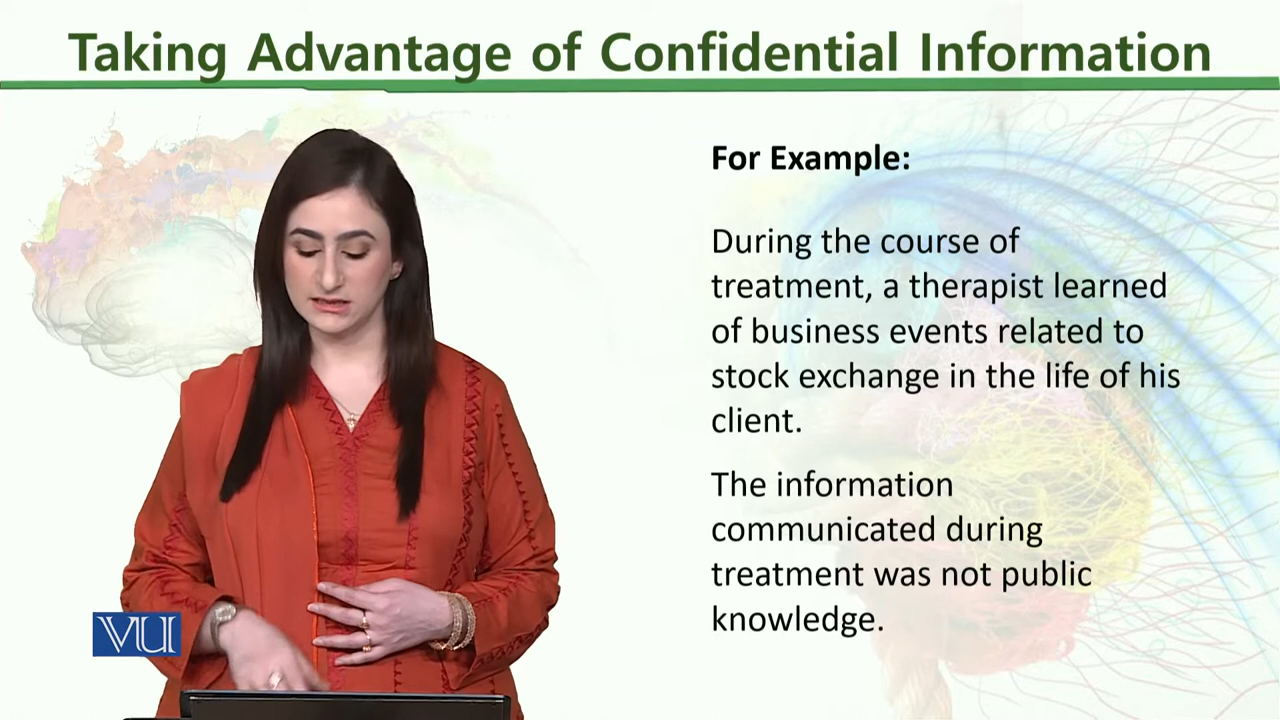 Taking Advantage of Confidential Information
For Example:
During the course of
treatment, a therapist learned
of business events related to
stock exchange in the life of his
client.
The information
communicated during
treatment was not public
knowledge.
VU